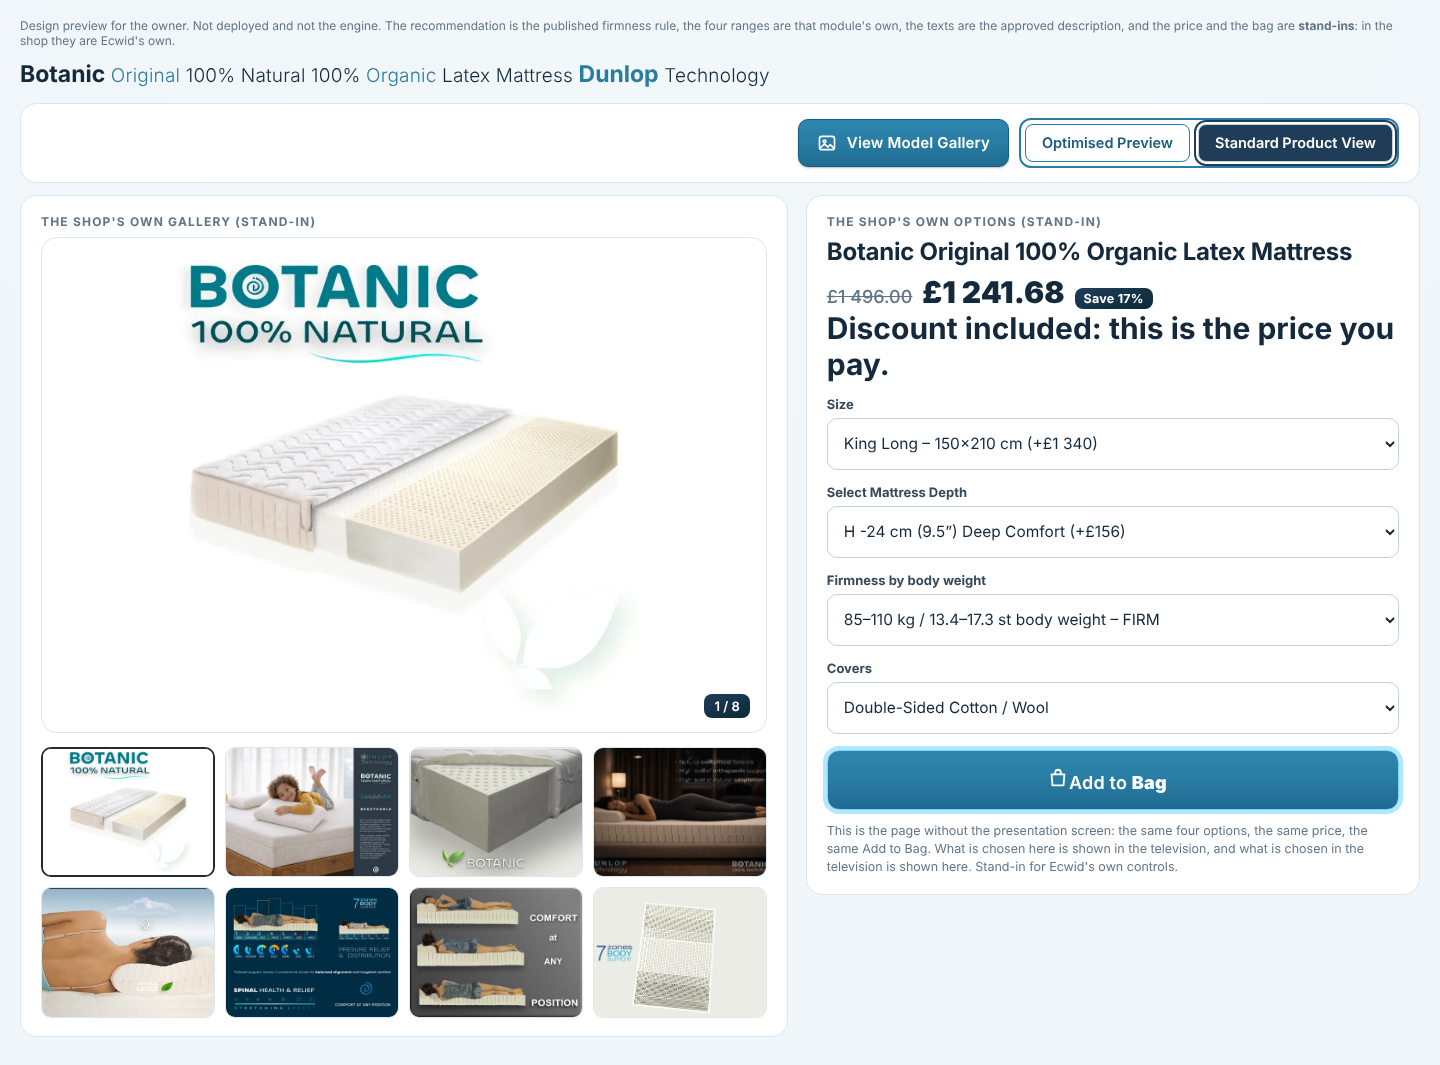 Design preview for the owner. Not deployed and not the engine. The recommendation is the published firmness rule, the four ranges are that module's own, the texts are the approved description, and the price and the bag are stand-ins: in the
shop they are Ecwid's own.
Botanic Original 100% Natural 100% Organic Latex Mattress Dunlop Technology
View Model Gallery
Optimised Preview
Standard Product View
THE SHOP'S OWN GALLERY (STAND-IN)
BOTANIC
100% NATURAL
1 / 8
BOTANIC
100% NATURAL
BOTANIC
BOTANIC
COMFORT
at
ANY
POSITION
7 zones
BODY
SUPPORT
PRESURE RELIEF
& DISTRIBUTION
SPINAL HEALTH & RELIEF
COMFORT AT ANY POSITION
7 zones
BODY
SUPPORT
THE SHOP'S OWN OPTIONS (STAND-IN)
Botanic Original 100% Organic Latex Mattress
£1 496.00 £1 241.68 Save 17%
Discount included: this is the price you
pay.
Size
King Long – 150×210 cm (+£1 340)
Select Mattress Depth
H -24 cm (9.5”) Deep Comfort (+£156)
Firmness by body weight
85–110 kg / 13.4–17.3 st body weight – FIRM
Covers
Double-Sided Cotton / Wool
Add to Bag
This is the page without the presentation screen: the same four options, the same price, the
same Add to Bag. What is chosen here is shown in the television, and what is chosen in the
television is shown here. Stand-in for Ecwid's own controls.